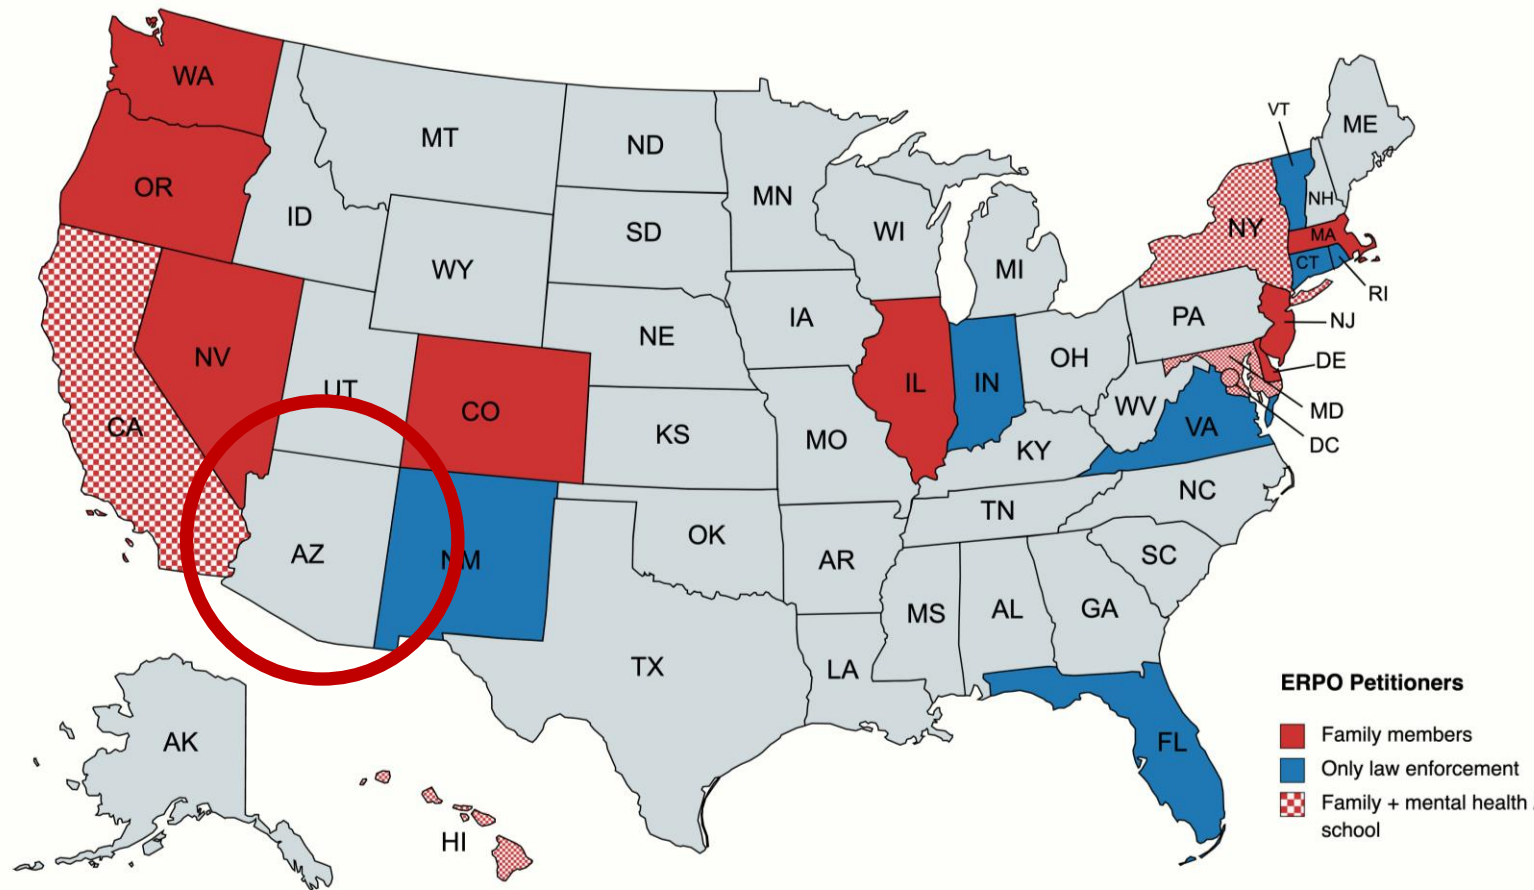 WA
MT
ND
MN
ME
VT
OR
ID
SD
WI
NH
NY
MA
WY
MI
CT
RI
NE
IA
PA
NJ
NV
UT
CO
IL
IN
OH
DE
CA
KS
MO
WV
VA
MD
KY
DC
AZ
NM
OK
AR
TN
NC
SC
MS
AL
GA
TX
LA
AK
HI
FL
ERPO Petitioners
Family members
Only law enforcement
Family + mental health
school